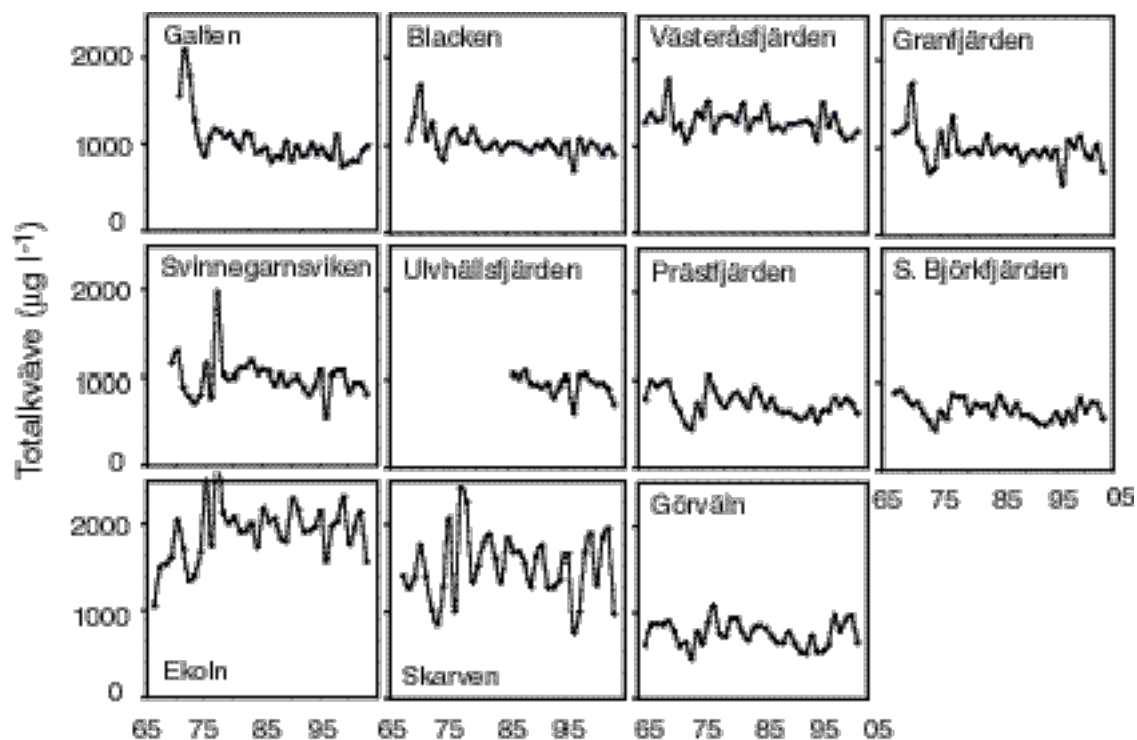 Galten Blacken Västeråsfjärden Granfjärden
2000
1000
0
Totalkväve (µg l-1)
Svinnegarnsviken Ulvhällsfjärden Prästfjärden S. Björkfjärden
2000
1000
0
65 75 85 95 05
Görväln
2000
1000
Ekoln Skarven
0
65 75 85 95 65 75 85 95 65 75 85 95 05